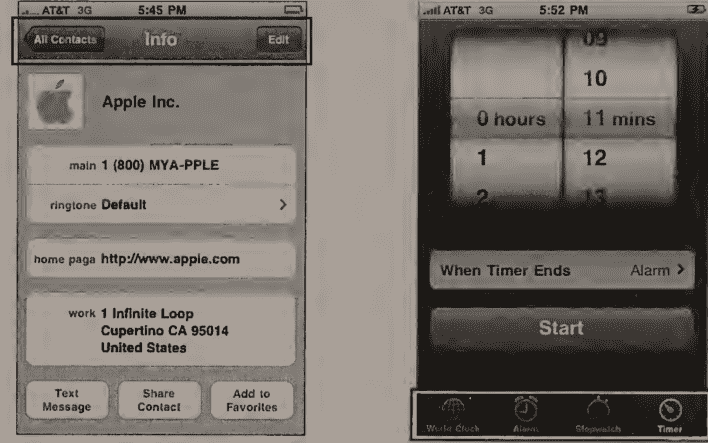 AT&T 3G 5:45 PM
All Contacts Info Edit
Apple Inc.
main 1 (800) MYA-PPLE
ringtone Default
home paga http://www.apple.com
work 1 Infinite Loop
Cupertino CA 95014
United States
Text Message
Share Contact
Add to Favorites
AT&T 3G 5:52 PM
09
10
0 hours 11 mins
1 12
2 13
When Timer Ends Alarm
Start
World Clock Alarm Stopwatch Timer